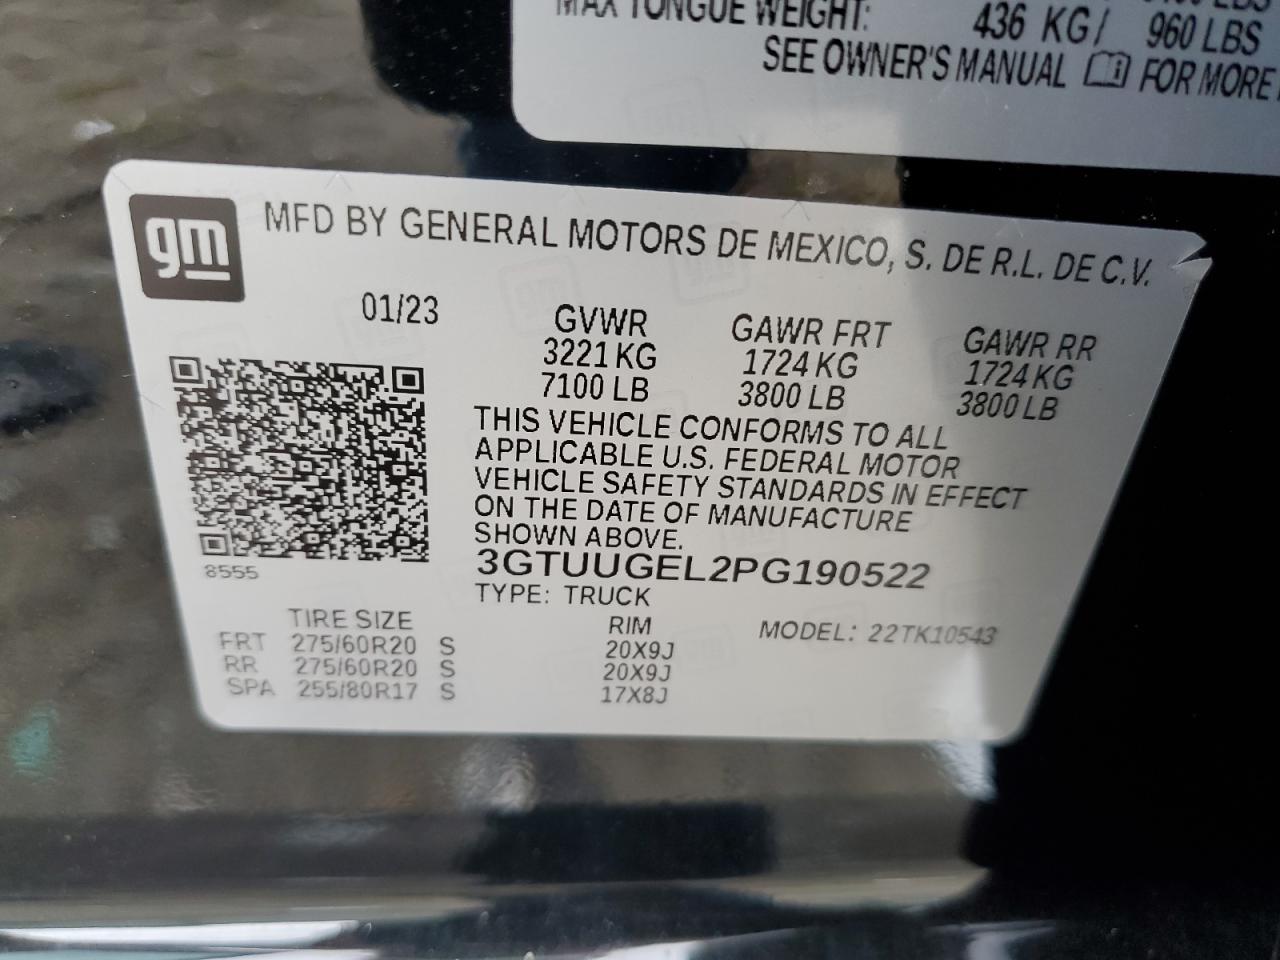 MAX TONGUE WEIGHT: 436 KG/ 960 LBS
SEE OWNER'S MANUAL FOR MORE
gm
MFD BY GENERAL MOTORS DE MEXICO, S. DE R.L. DE C.V.
01/23
GVWR GAWR FRT GAWR RR
3221 KG 1724 KG 1724 KG
7100 LB 3800 LB 3800 LB
THIS VEHICLE CONFORMS TO ALL
APPLICABLE U.S. FEDERAL MOTOR
VEHICLE SAFETY STANDARDS IN EFFECT
ON THE DATE OF MANUFACTURE
SHOWN ABOVE.
8555
3GTUUGEL2PG190522
TYPE: TRUCK
TIRE SIZE RIM MODEL: 22TK10543
FRT 275/60R20 S 20X9J
RR 275/60R20 S 20X9J
SPA 255/80R17 S 17X8J